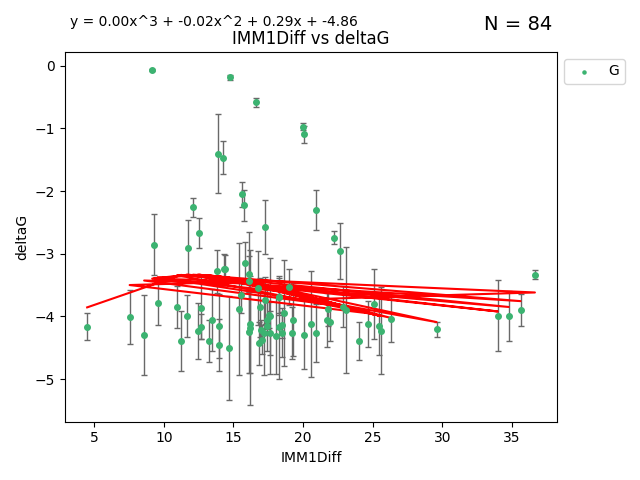 y = 0.00x^3 + -0.02x^2 + 0.29x + -4.86
N = 84
IMM1Diff vs deltaG
G
deltaG
0
−1
−2
−3
−4
−5
5 10 15 20 25 30 35
IMM1Diff